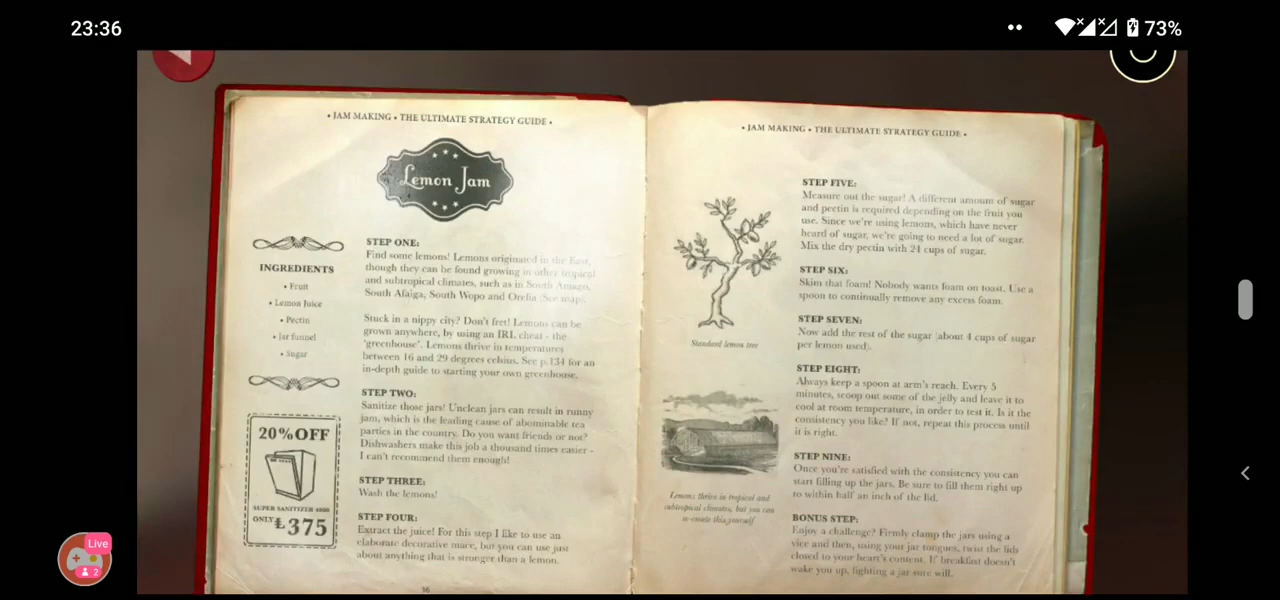 23:36
73%
• JAM MAKING • THE ULTIMATE STRATEGY GUIDE •
Lemon Jam
INGREDIENTS
• Fruit
• Lemon Juice
• Pectin
• Jar funnel
• Sugar
20% OFF
SUPER SANITIZER 4000
ONLY £375
STEP ONE:
Find some lemons! Lemons originated in the East,
though they can be found growing in other tropical
and subtropical climates, such as in South Amago,
South Afaiga, South Wopo and Orelia (See map).
Stuck in a nippy city? Don't fret! Lemons can be
grown anywhere, by using an IRL cheat - the
'greenhouse'. Lemons thrive in temperatures
between 16 and 29 degrees celsius. See p.134 for an
in-depth guide to starting your own greenhouse.
STEP TWO:
Sanitize those jars! Unclean jars can result in runny
jam, which is the leading cause of abominable tea
parties in the country. Do you want friends or not?
Dishwashers make this job a thousand times easier -
I can't recommend them enough!
STEP THREE:
Wash the lemons!
STEP FOUR:
Extract the juice! For this step I like to use an
elaborate decorative mace, but you can use just
about anything that is stronger than a lemon.
36
• JAM MAKING • THE ULTIMATE STRATEGY GUIDE •
Standard lemon tree
Lemons thrive in tropical and
subtropical climates, but you can
re-create this yourself
STEP FIVE:
Measure out the sugar! A different amount of sugar
and pectin is required depending on the fruit you
use. Since we're using lemons, which have never
heard of sugar, we're going to need a lot of sugar.
Mix the dry pectin with 24 cups of sugar.
STEP SIX:
Skim that foam! Nobody wants foam on toast. Use a
spoon to continually remove any excess foam.
STEP SEVEN:
Now add the rest of the sugar (about 4 cups of sugar
per lemon used).
STEP EIGHT:
Always keep a spoon at arm's reach. Every 5
minutes, scoop out some of the jelly and leave it to
cool at room temperature, in order to test it. Is it the
consistency you like? If not, repeat this process until
it is right.
STEP NINE:
Once you're satisfied with the consistency you can
start filling up the jars. Be sure to fill them right up
to within half an inch of the lid.
BONUS STEP:
Enjoy a challenge? Firmly clamp the jars using a
vice and then, using your jar tongues, twist the lids
closed to your heart's content. If breakfast doesn't
wake you up, fighting a jar sure will.
Live
2